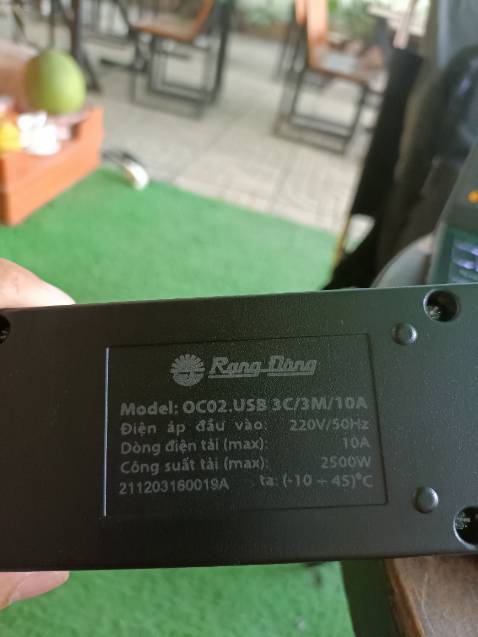 Rạng Đông
Model: OC02.USB 3C/3M/10A
Điện áp đầu vào: 220V/50Hz
Dòng điện tải (max): 10A
Công suất tải (max): 2500W
211203160019A ta: (-10 ÷ 45)°C